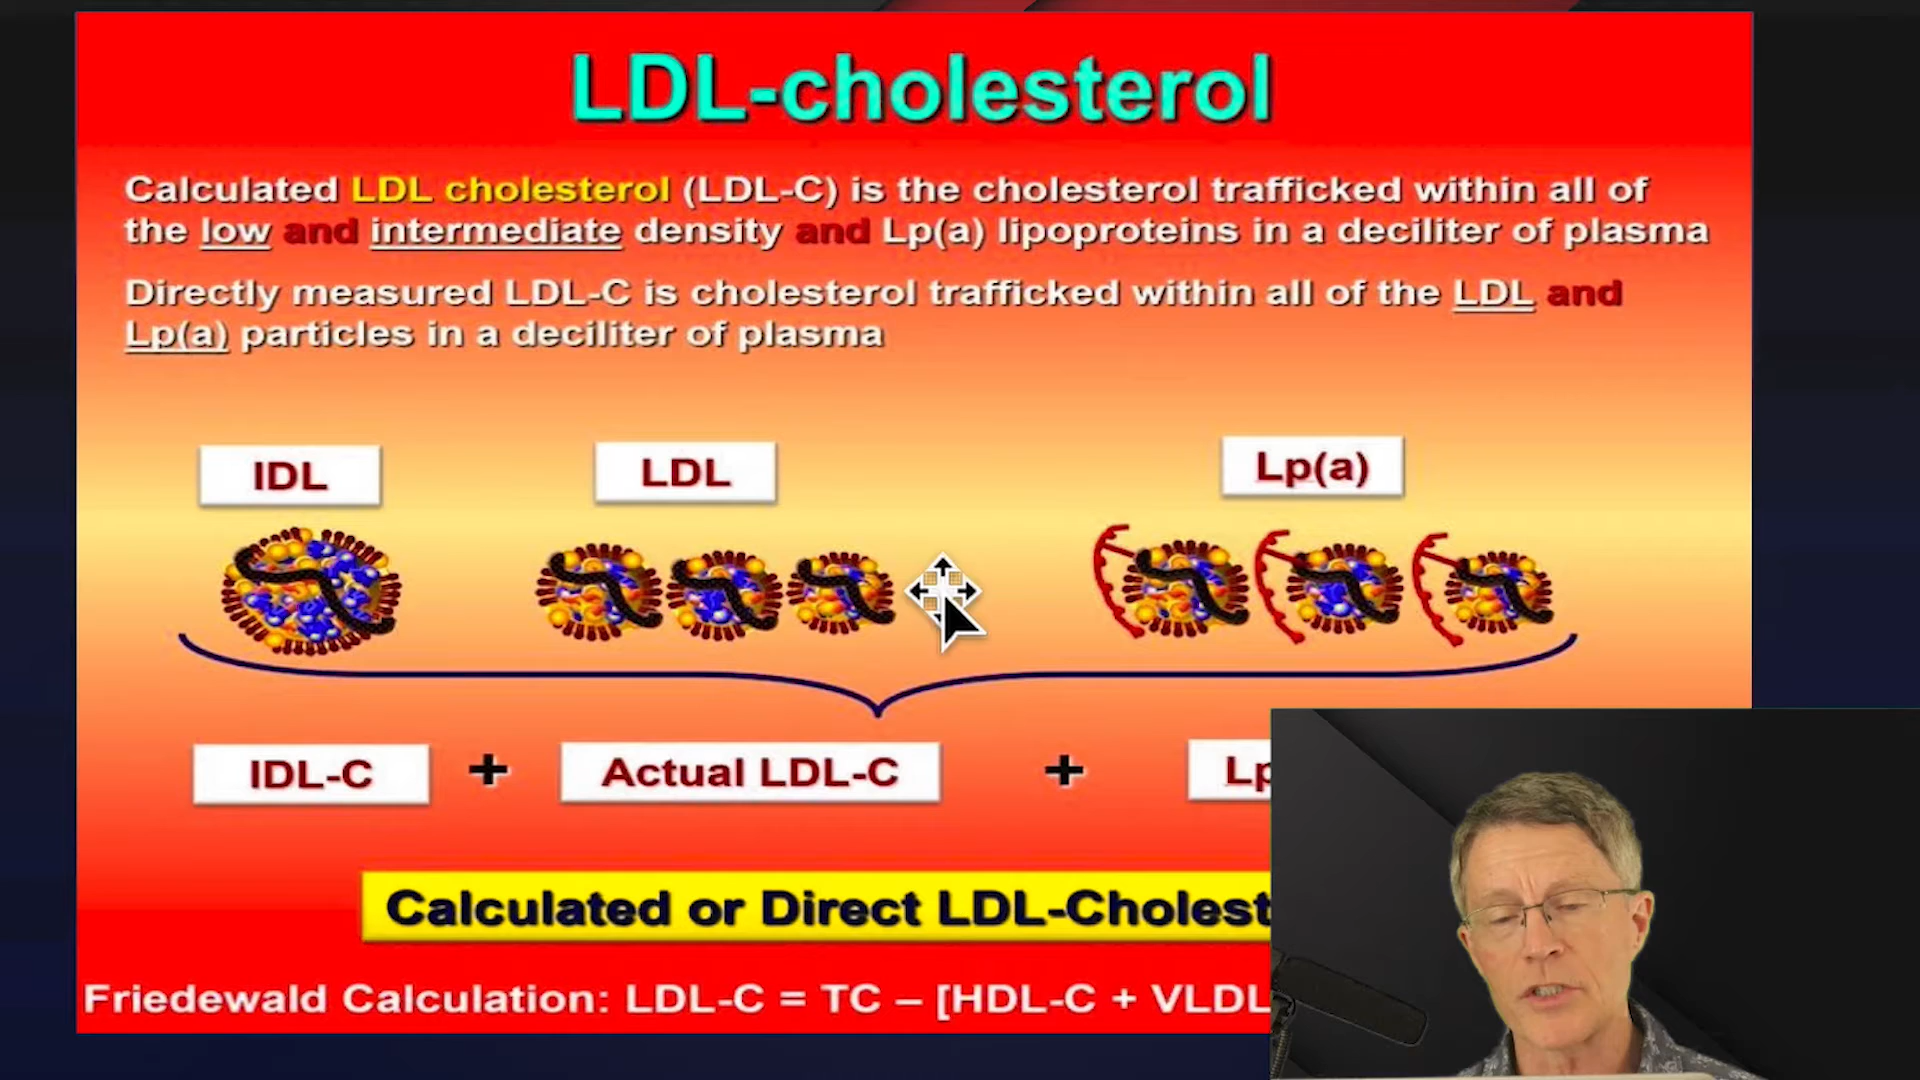 LDL-cholesterol
Calculated LDL cholesterol (LDL-C) is the cholesterol trafficked within all of
the low and intermediate density and Lp(a) lipoproteins in a deciliter of plasma
Directly measured LDL-C is cholesterol trafficked within all of the LDL and
Lp(a) particles in a deciliter of plasma
IDL LDL Lp(a)
IDL-C + Actual LDL-C + Lp
Calculated or Direct LDL-Cholest
Friedewald Calculation: LDL-C = TC – [HDL-C + VLDL